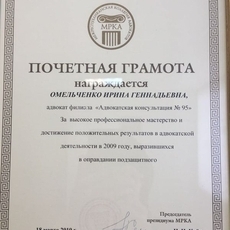 МРКА
ПОЧЕТНАЯ ГРАМОТА
награждается
ОМЕЛЬЧЕНКО ИРИНА ГЕННАДЬЕВНА,
адвокат филиала «Адвокатская консультация № 95»
За высокое профессиональное мастерство и
достижение положительных результатов в адвокатской
деятельности в 2009 году, выразившихся
в оправдании подзащитного
Председатель
президиума МРКА